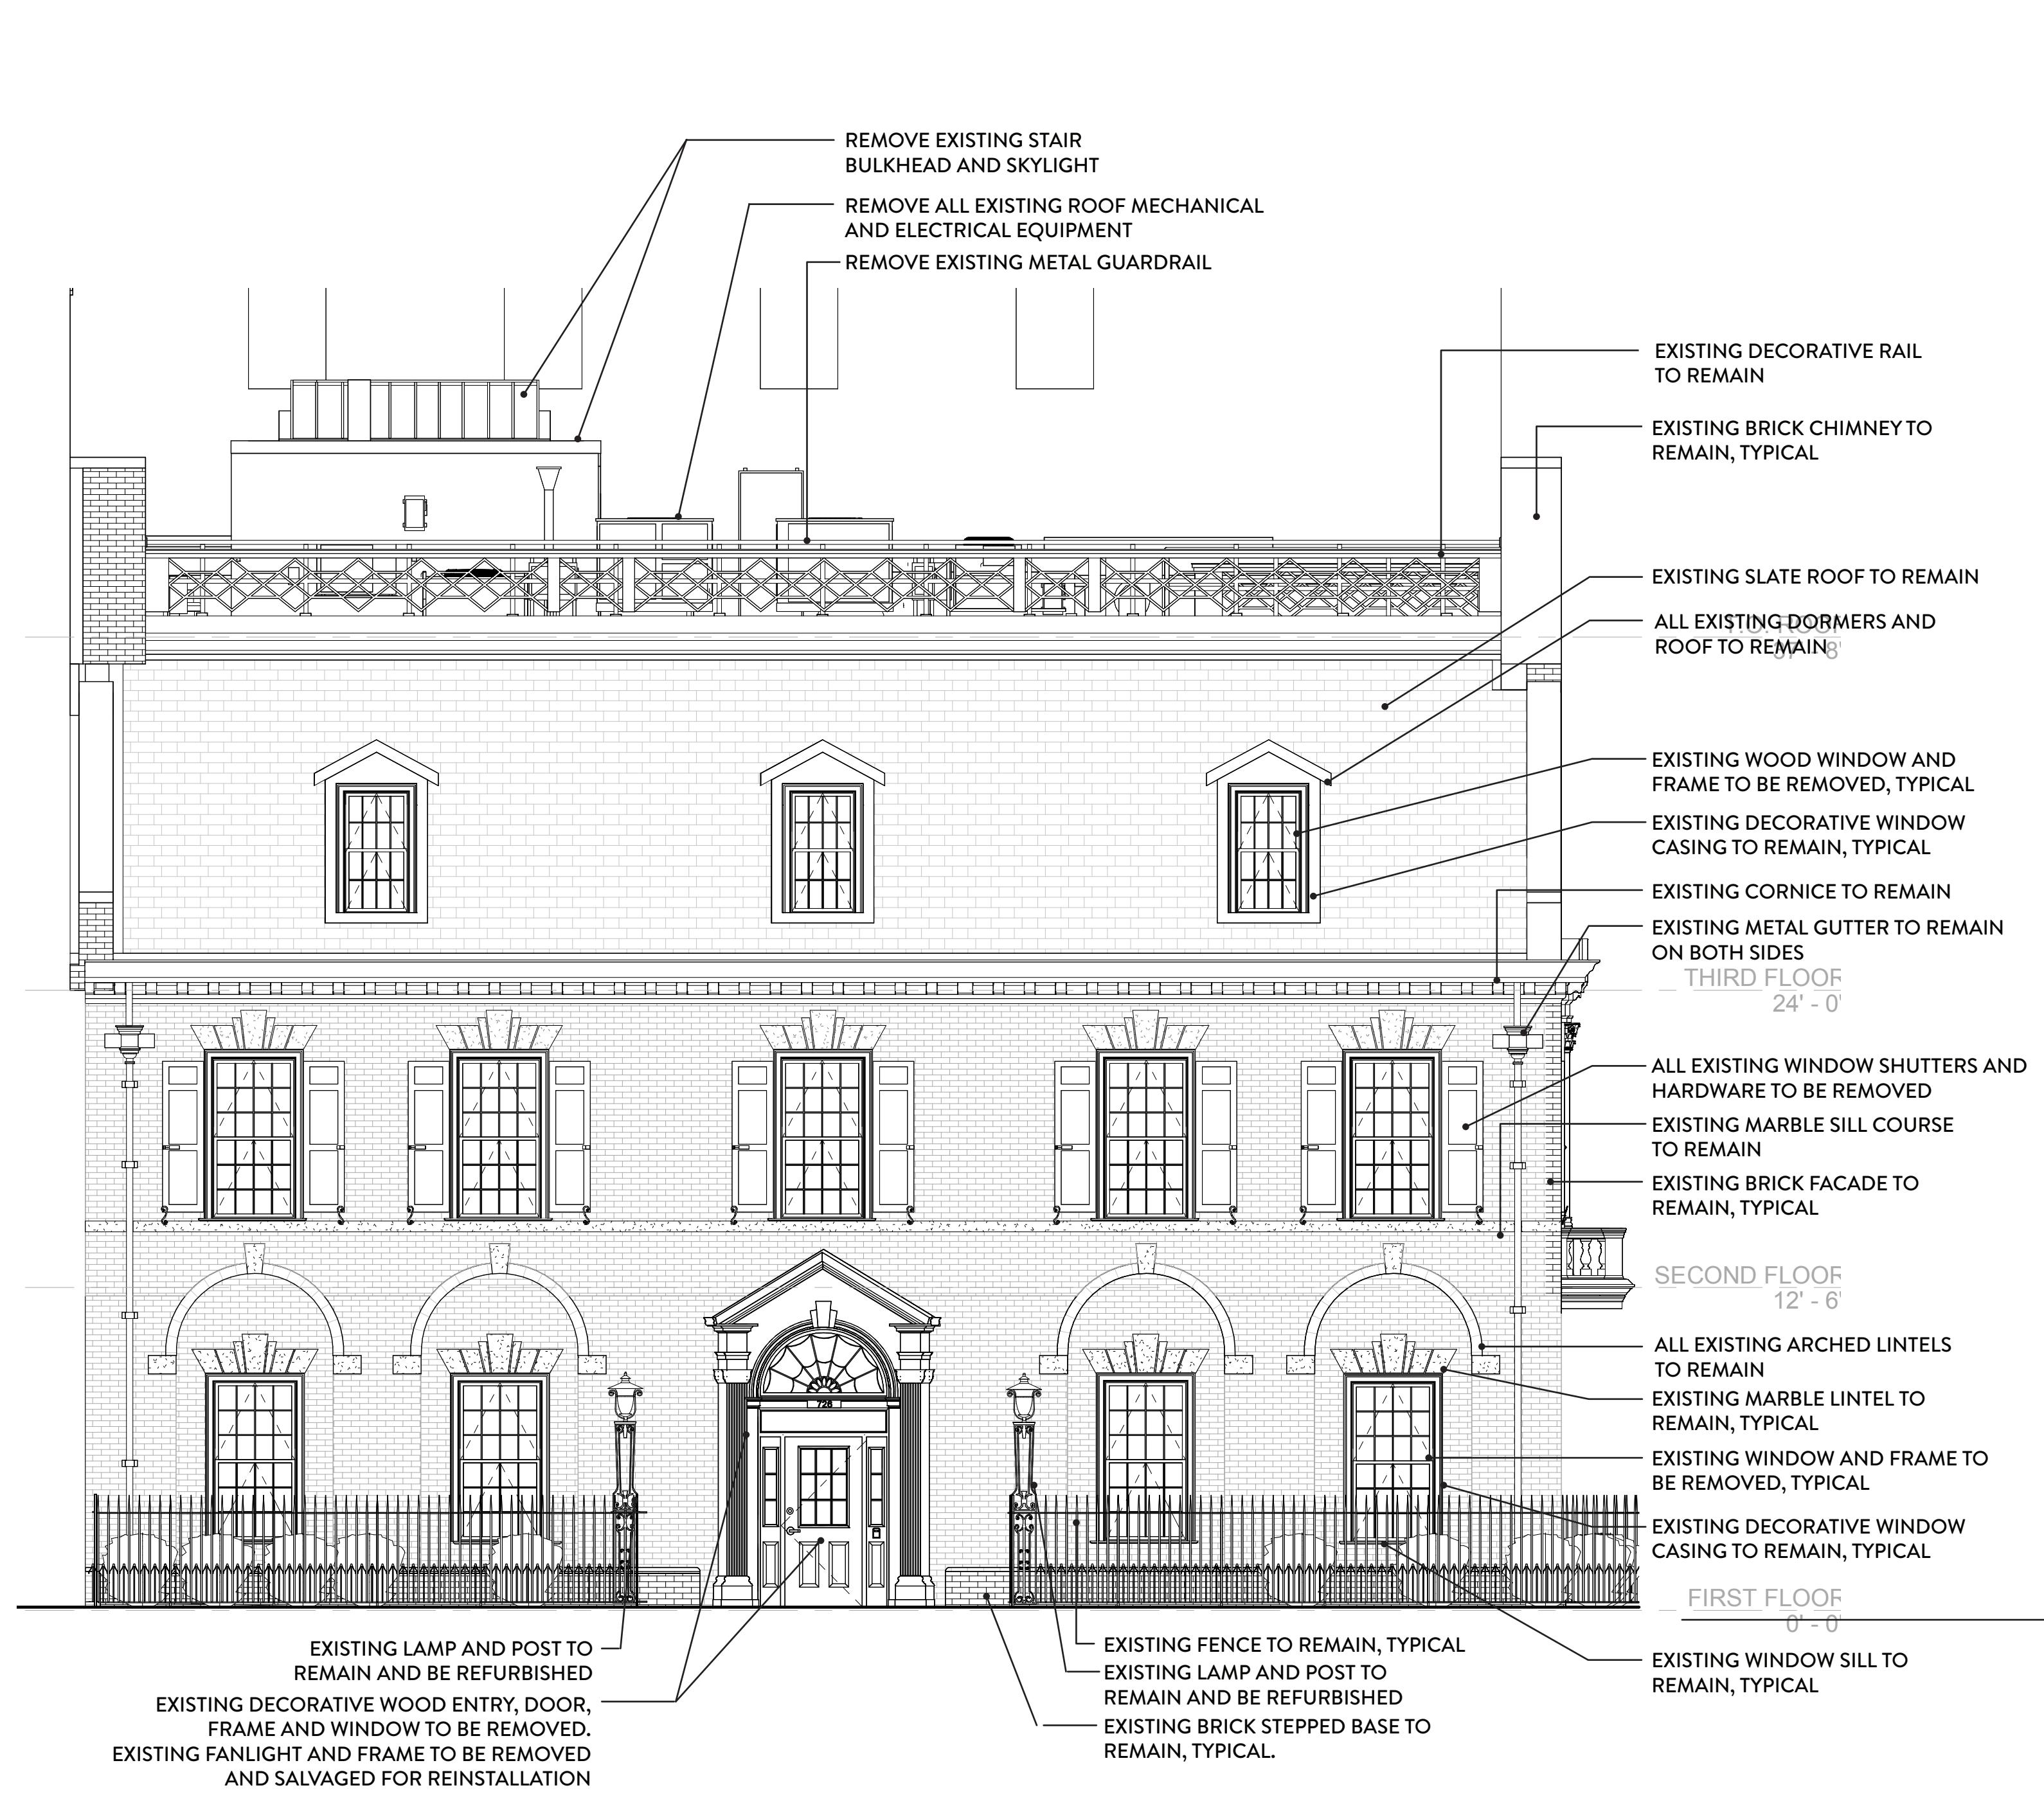 REMOVE EXISTING STAIR
BULKHEAD AND SKYLIGHT
REMOVE ALL EXISTING ROOF MECHANICAL
AND ELECTRICAL EQUIPMENT
REMOVE EXISTING METAL GUARDRAIL
EXISTING DECORATIVE RAIL
TO REMAIN
EXISTING BRICK CHIMNEY TO
REMAIN, TYPICAL
EXISTING SLATE ROOF TO REMAIN
ALL EXISTING DORMERS AND
ROOF TO REMAIN
EXISTING WOOD WINDOW AND
FRAME TO BE REMOVED, TYPICAL
EXISTING DECORATIVE WINDOW
CASING TO REMAIN, TYPICAL
EXISTING CORNICE TO REMAIN
EXISTING METAL GUTTER TO REMAIN
ON BOTH SIDES
THIRD FLOOR
24' - 0'
ALL EXISTING WINDOW SHUTTERS AND
HARDWARE TO BE REMOVED
EXISTING MARBLE SILL COURSE
TO REMAIN
EXISTING BRICK FACADE TO
REMAIN, TYPICAL
SECOND FLOOR
12' - 6'
ALL EXISTING ARCHED LINTELS
TO REMAIN
EXISTING MARBLE LINTEL TO
REMAIN, TYPICAL
EXISTING WINDOW AND FRAME TO
BE REMOVED, TYPICAL
EXISTING DECORATIVE WINDOW
CASING TO REMAIN, TYPICAL
FIRST FLOOR
0' - 0'
EXISTING WINDOW SILL TO
REMAIN, TYPICAL
728
EXISTING LAMP AND POST TO
REMAIN AND BE REFURBISHED
EXISTING DECORATIVE WOOD ENTRY, DOOR,
FRAME AND WINDOW TO BE REMOVED.
EXISTING FANLIGHT AND FRAME TO BE REMOVED
AND SALVAGED FOR REINSTALLATION
EXISTING FENCE TO REMAIN, TYPICAL
EXISTING LAMP AND POST TO
REMAIN AND BE REFURBISHED
EXISTING BRICK STEPPED BASE TO
REMAIN, TYPICAL.